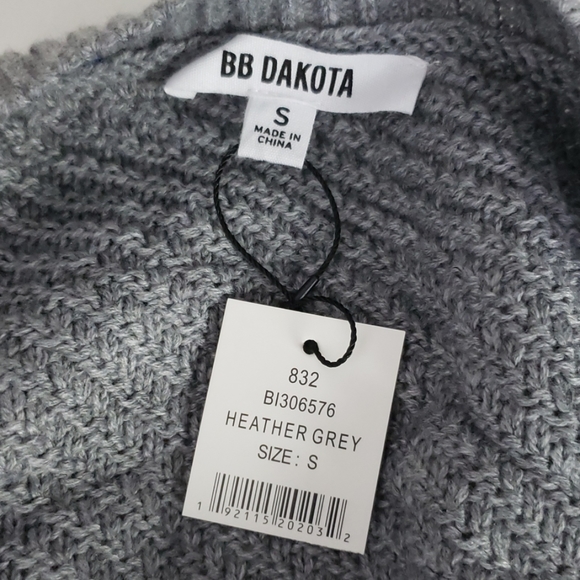 BB DAKOTA
S
MADE IN
CHINA
832
BI306576
HEATHER GREY
SIZE: S
1 92115 20203 2